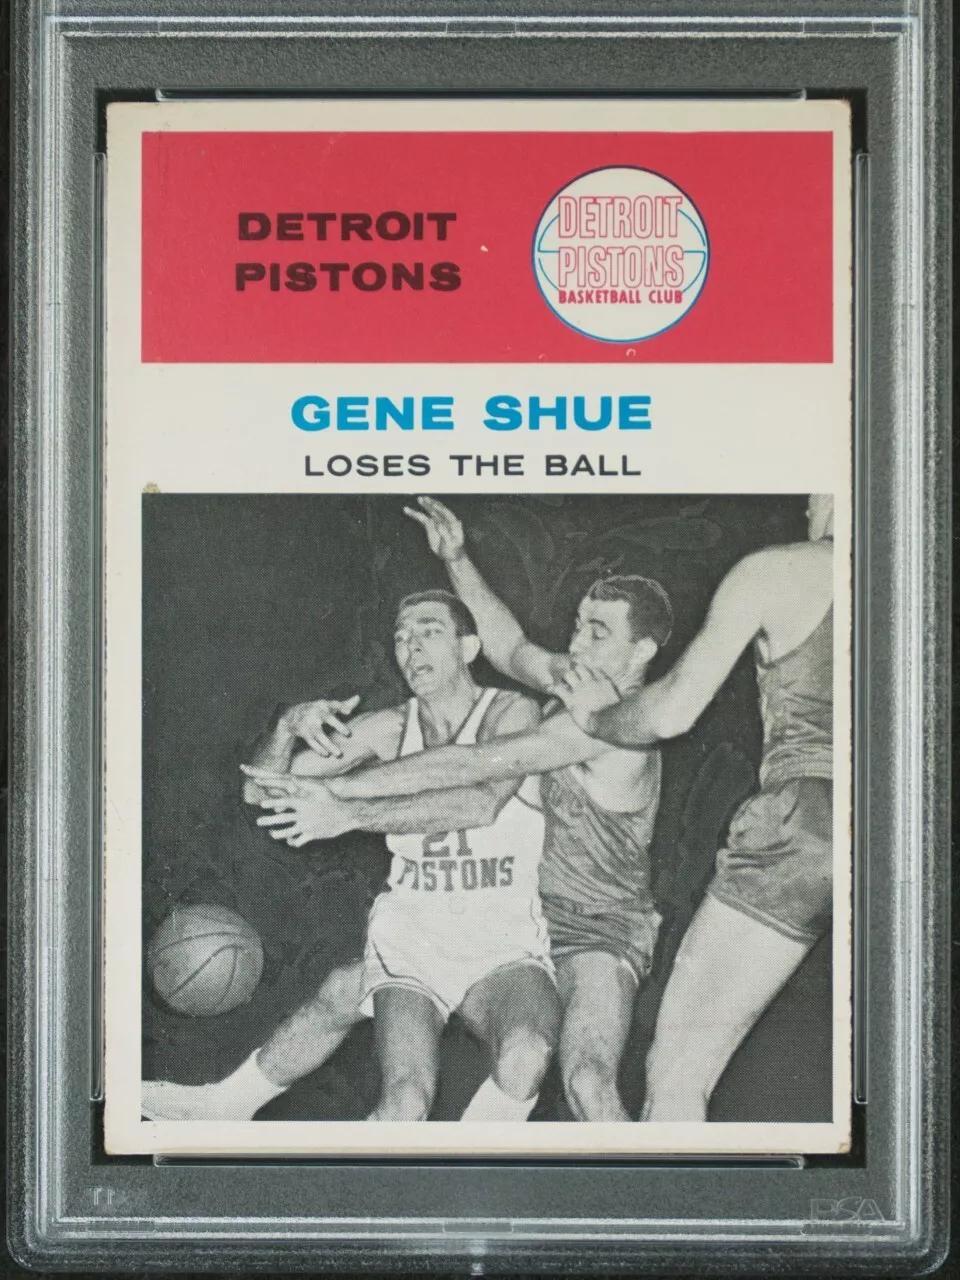 DETROIT
PISTONS
DETROIT
PISTONS
BASKETBALL CLUB
GENE SHUE
LOSES THE BALL
21
PISTONS
PSA